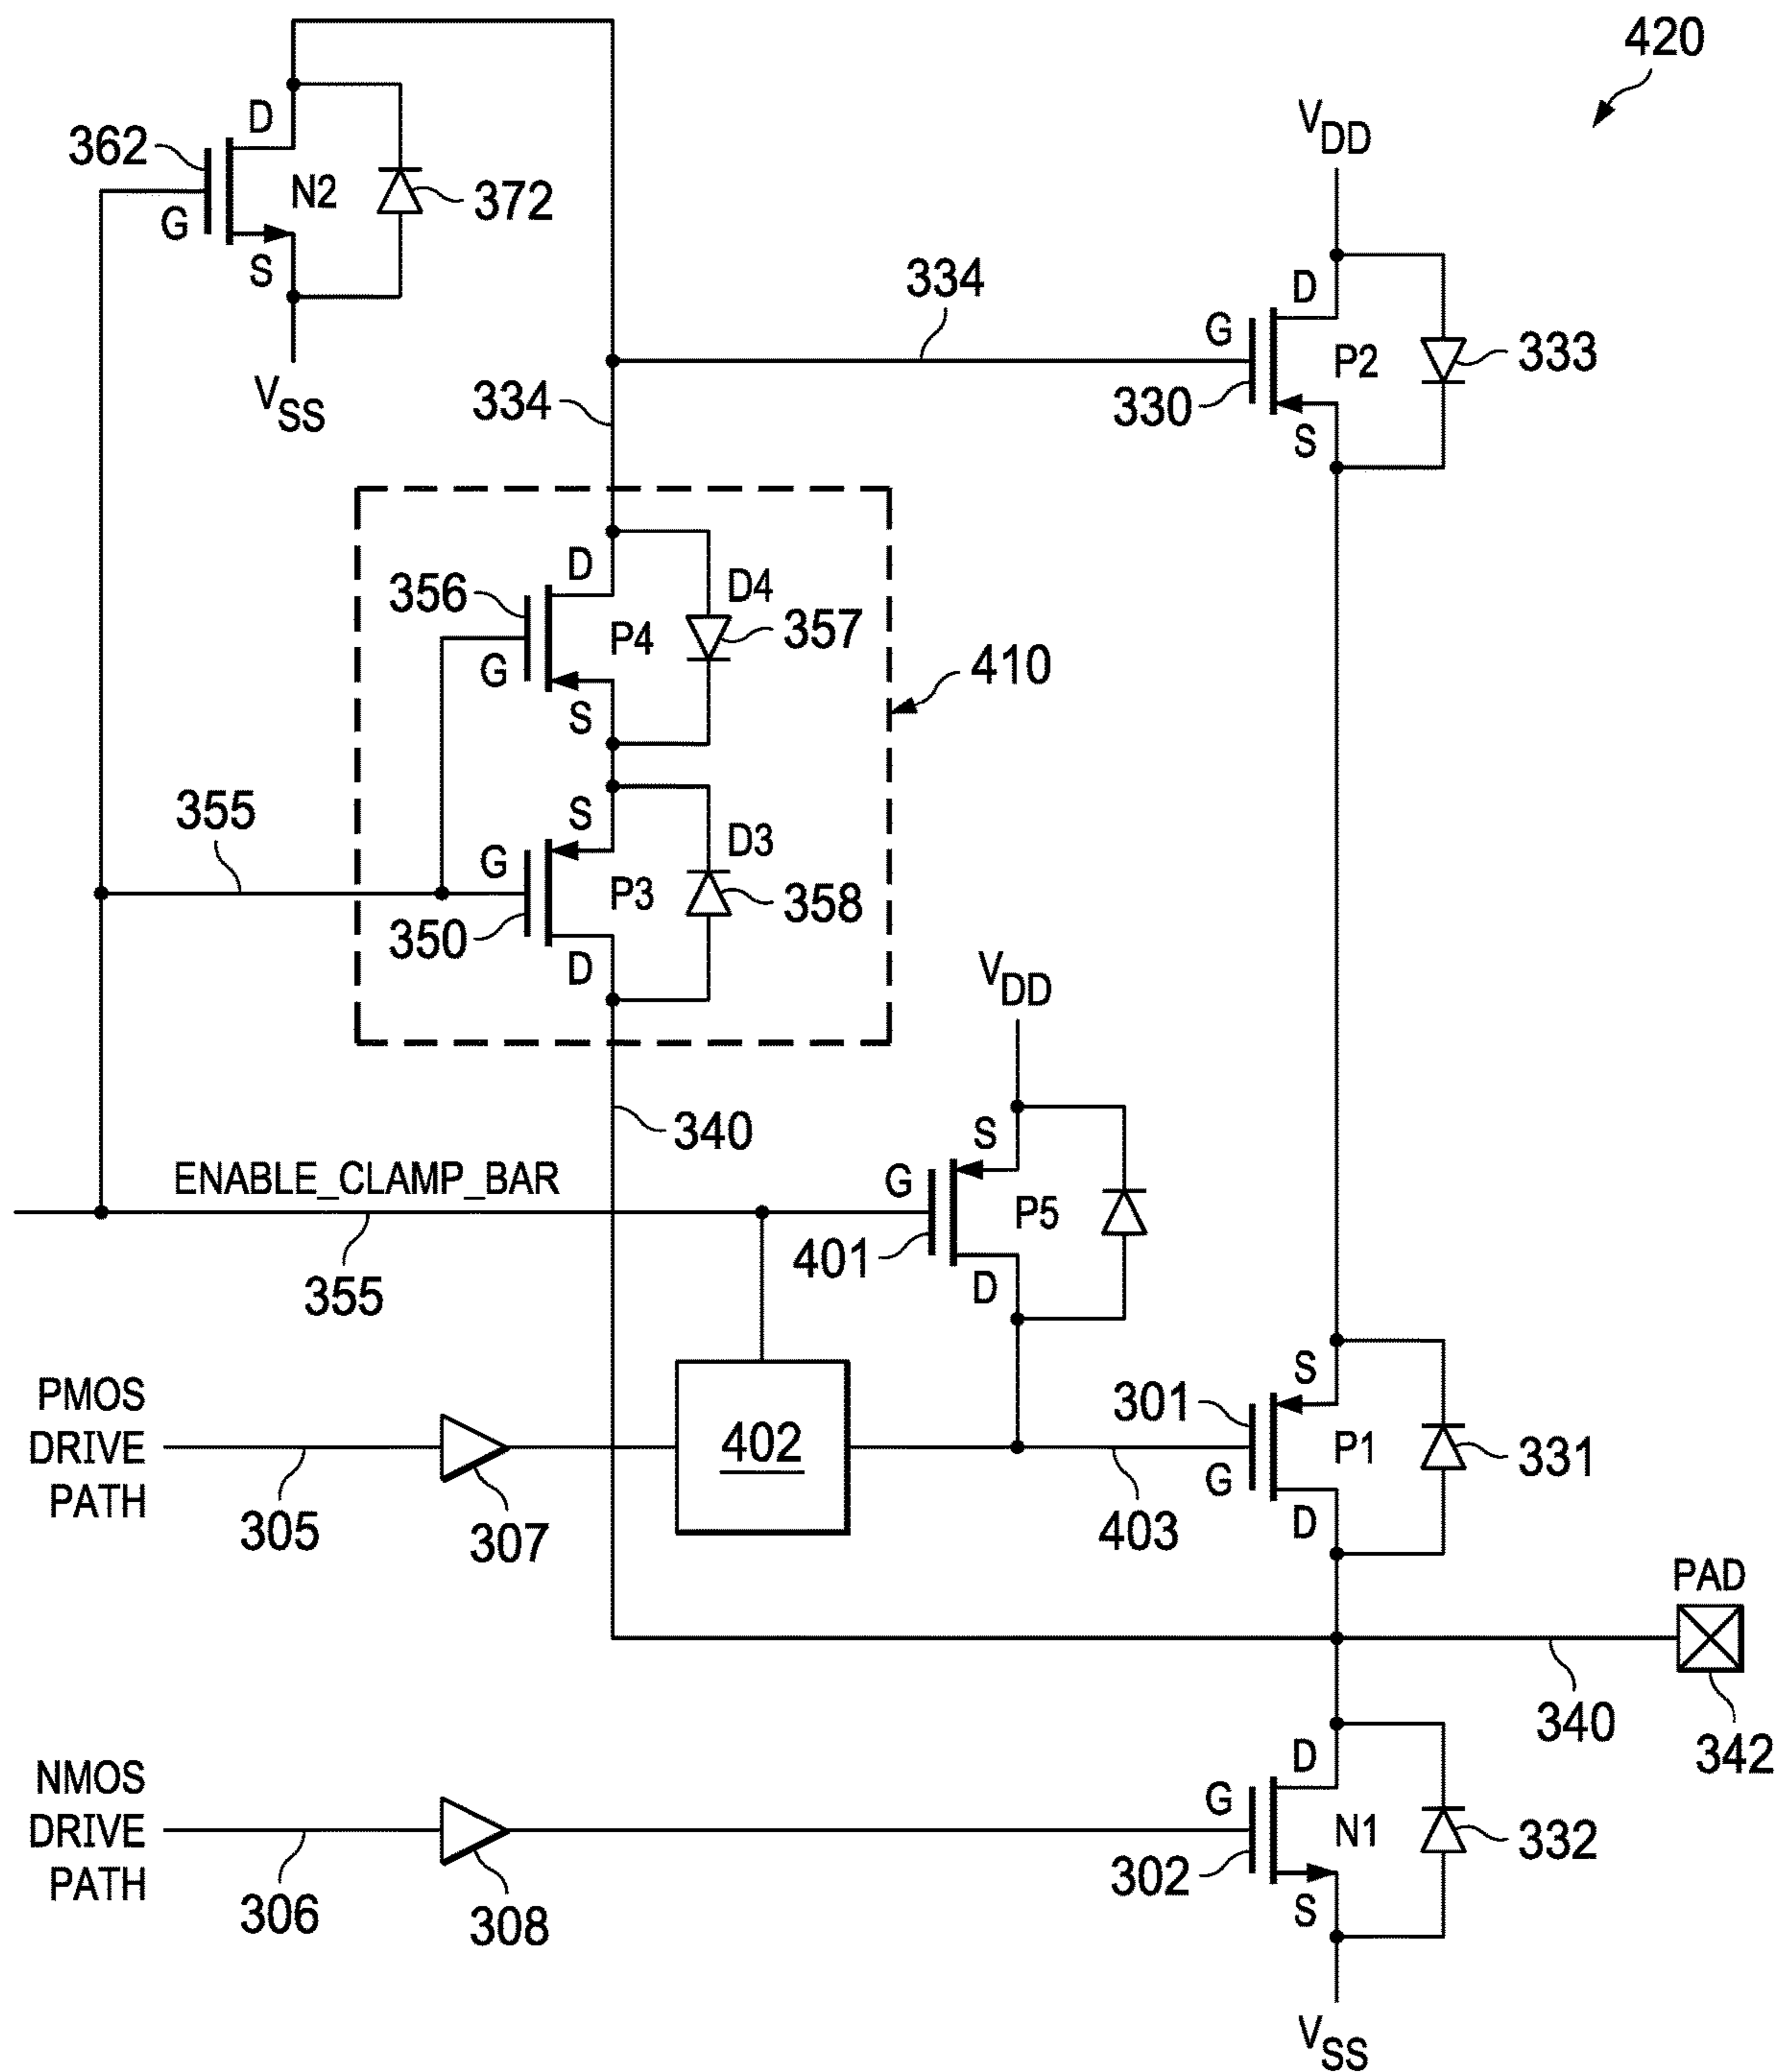 420
VDD
D
362
N2
372
G
S
VSS
334
D
G
P2
333
330
S
334
D
D4
356
P4
357
G
410
S
355
S
D3
G
P3
358
350
D
VDD
340
S
ENABLE_CLAMP_BAR
G
P5
401
355
D
PMOS
DRIVE
PATH
305
307
402
403
301
S
P1
331
G
D
PAD
340
342
NMOS
DRIVE
PATH
306
308
D
G
N1
332
302
S
VSS